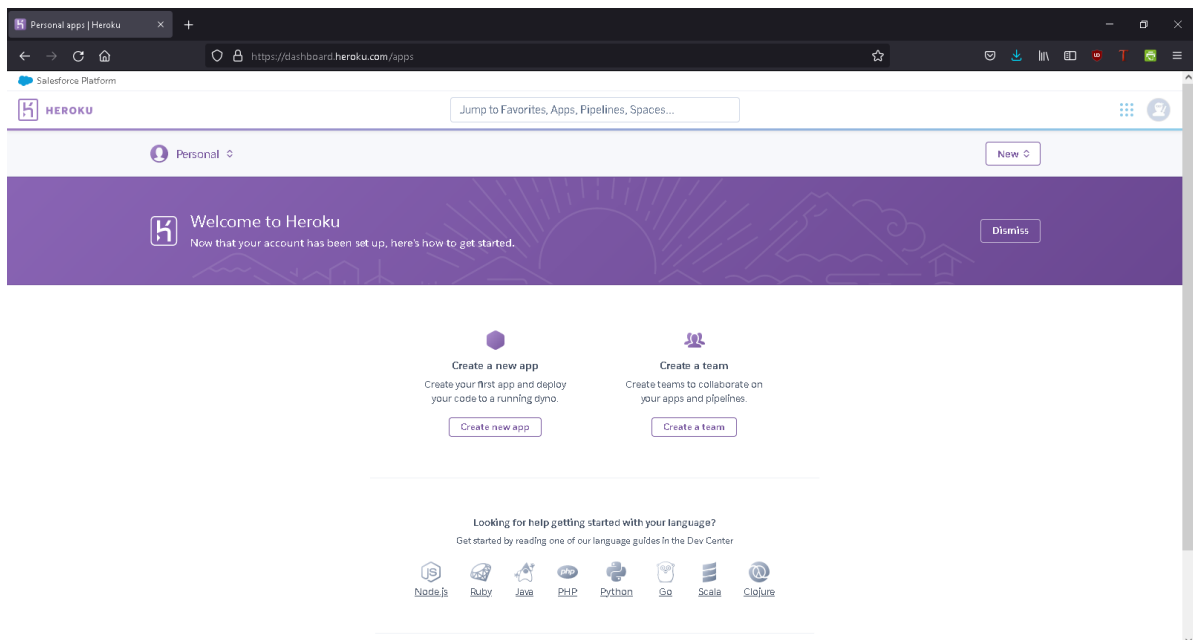 Personal apps | Heroku
https://dashboard.heroku.com/apps
Salesforce Platform
HEROKU
Jump to Favorites, Apps, Pipelines, Spaces...
Personal
New
Welcome to Heroku
Now that your account has been set up, here's how to get started.
Dismiss
Create a new app
Create a team
Create your first app and deploy
your code to a running dyno.
Create teams to collaborate on
your apps and pipelines.
Create new app
Create a team
Looking for help getting started with your language?
Get started by reading one of our language guides in the Dev Center
JS
php
Node.js Ruby Java PHP Python Go Scala Clojure